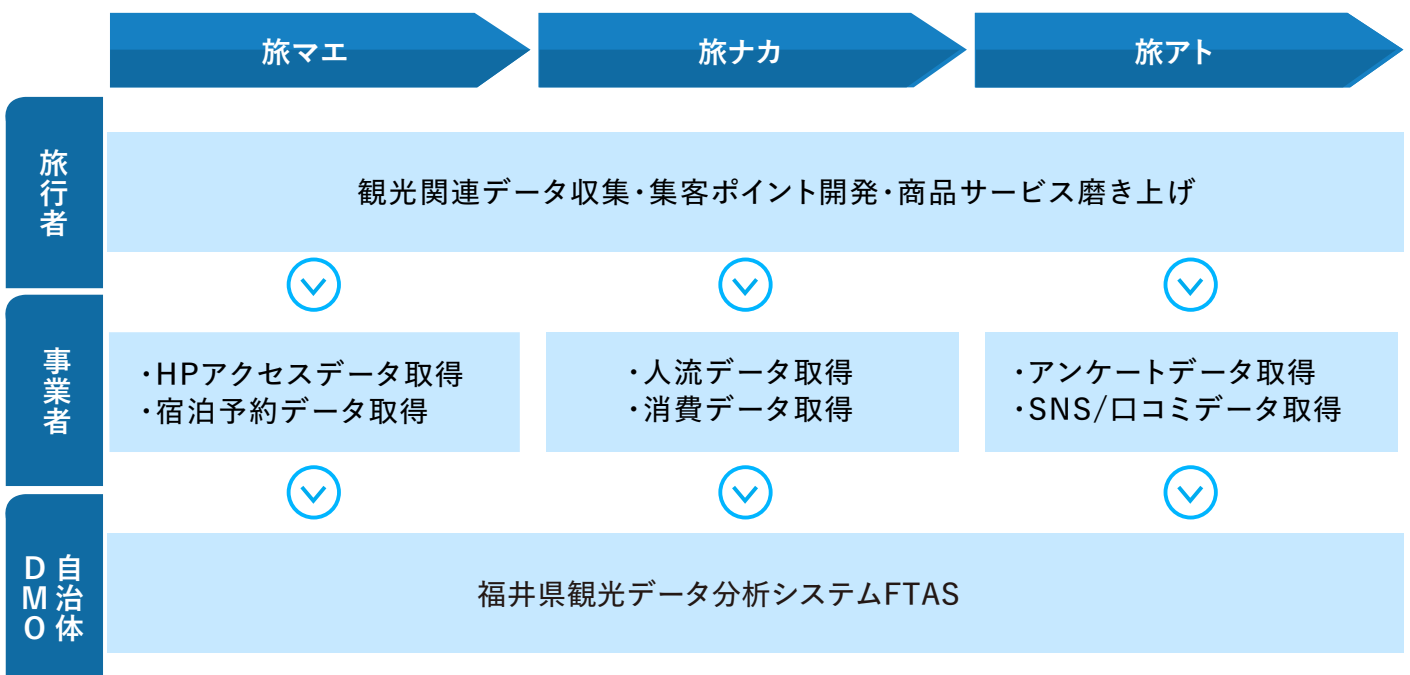 旅マエ
旅ナカ
旅アト
旅行者
観光関連データ収集・集客ポイント開発・商品サービス磨き上げ
事業者
・HPアクセスデータ取得
・宿泊予約データ取得
・人流データ取得
・消費データ取得
・アンケートデータ取得
・SNS/口コミデータ取得
自治体
DMO
福井県観光データ分析システムFTAS